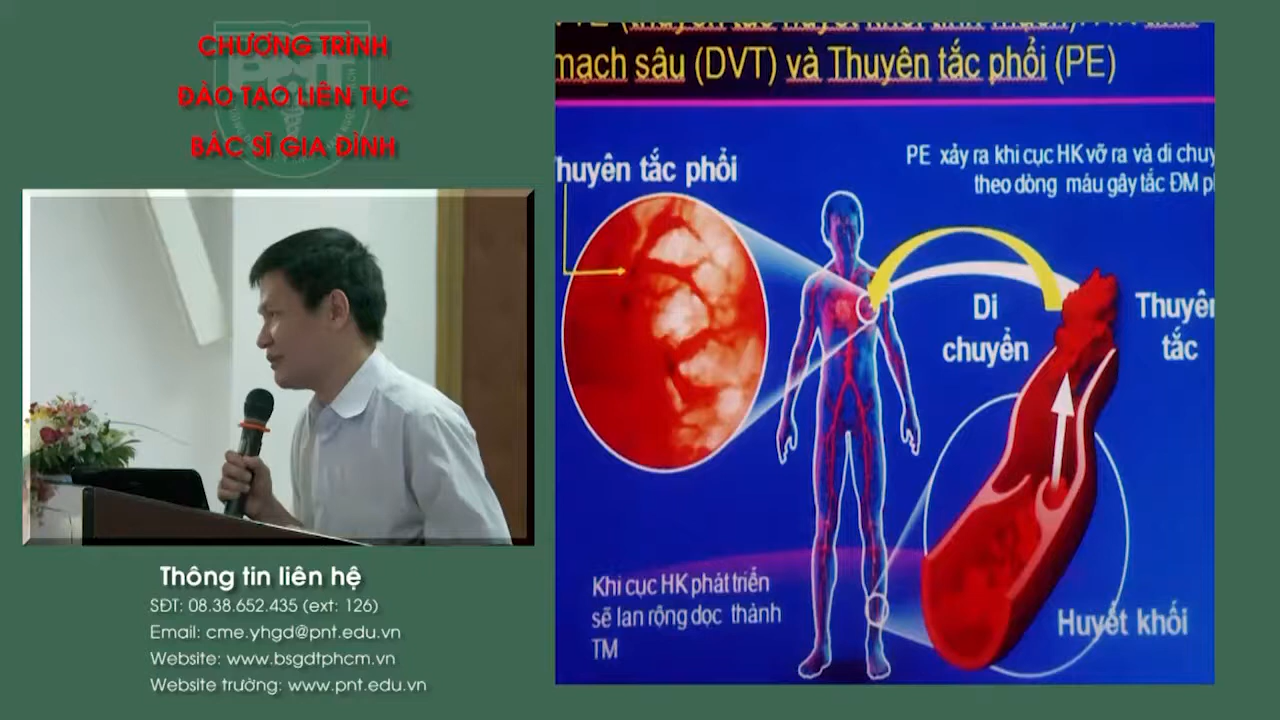 CHƯƠNG TRÌNH
ĐÀO TẠO LIÊN TỤC
BÁC SĨ GIA ĐÌNH
Thông tin liên hệ
SĐT: 08.38.652.435 (ext: 126)
Email: cme.yhgd@pnt.edu.vn
Website: www.bsgdtphcm.vn
Website trường: www.pnt.edu.vn
mạch sâu (DVT) và Thuyên tắc phổi (PE)
huyên tắc phổi
PE xảy ra khi cục HK vỡ ra và di chuy
theo dòng máu gây tắc ĐM p
Di
chuyển
Thuyên
tắc
Khi cục HK phát triển
sẽ lan rộng dọc thành
TM
Huyết khối